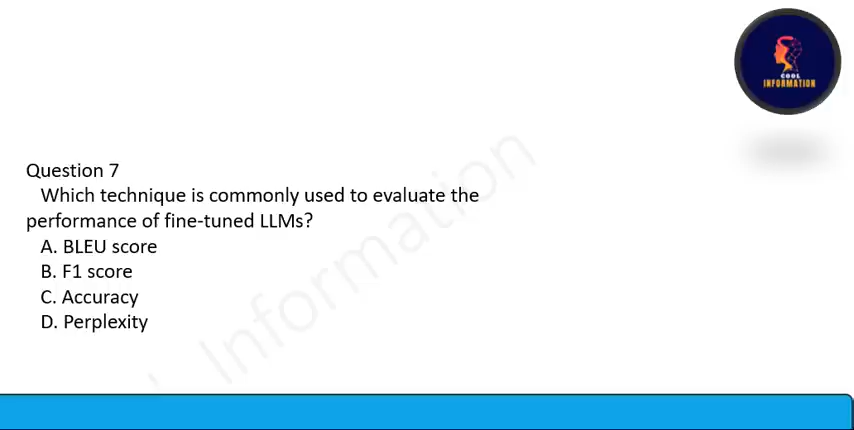 COOL
INFORMATION
Question 7
Which technique is commonly used to evaluate the
performance of fine-tuned LLMs?
A. BLEU score
B. F1 score
C. Accuracy
D. Perplexity
Information